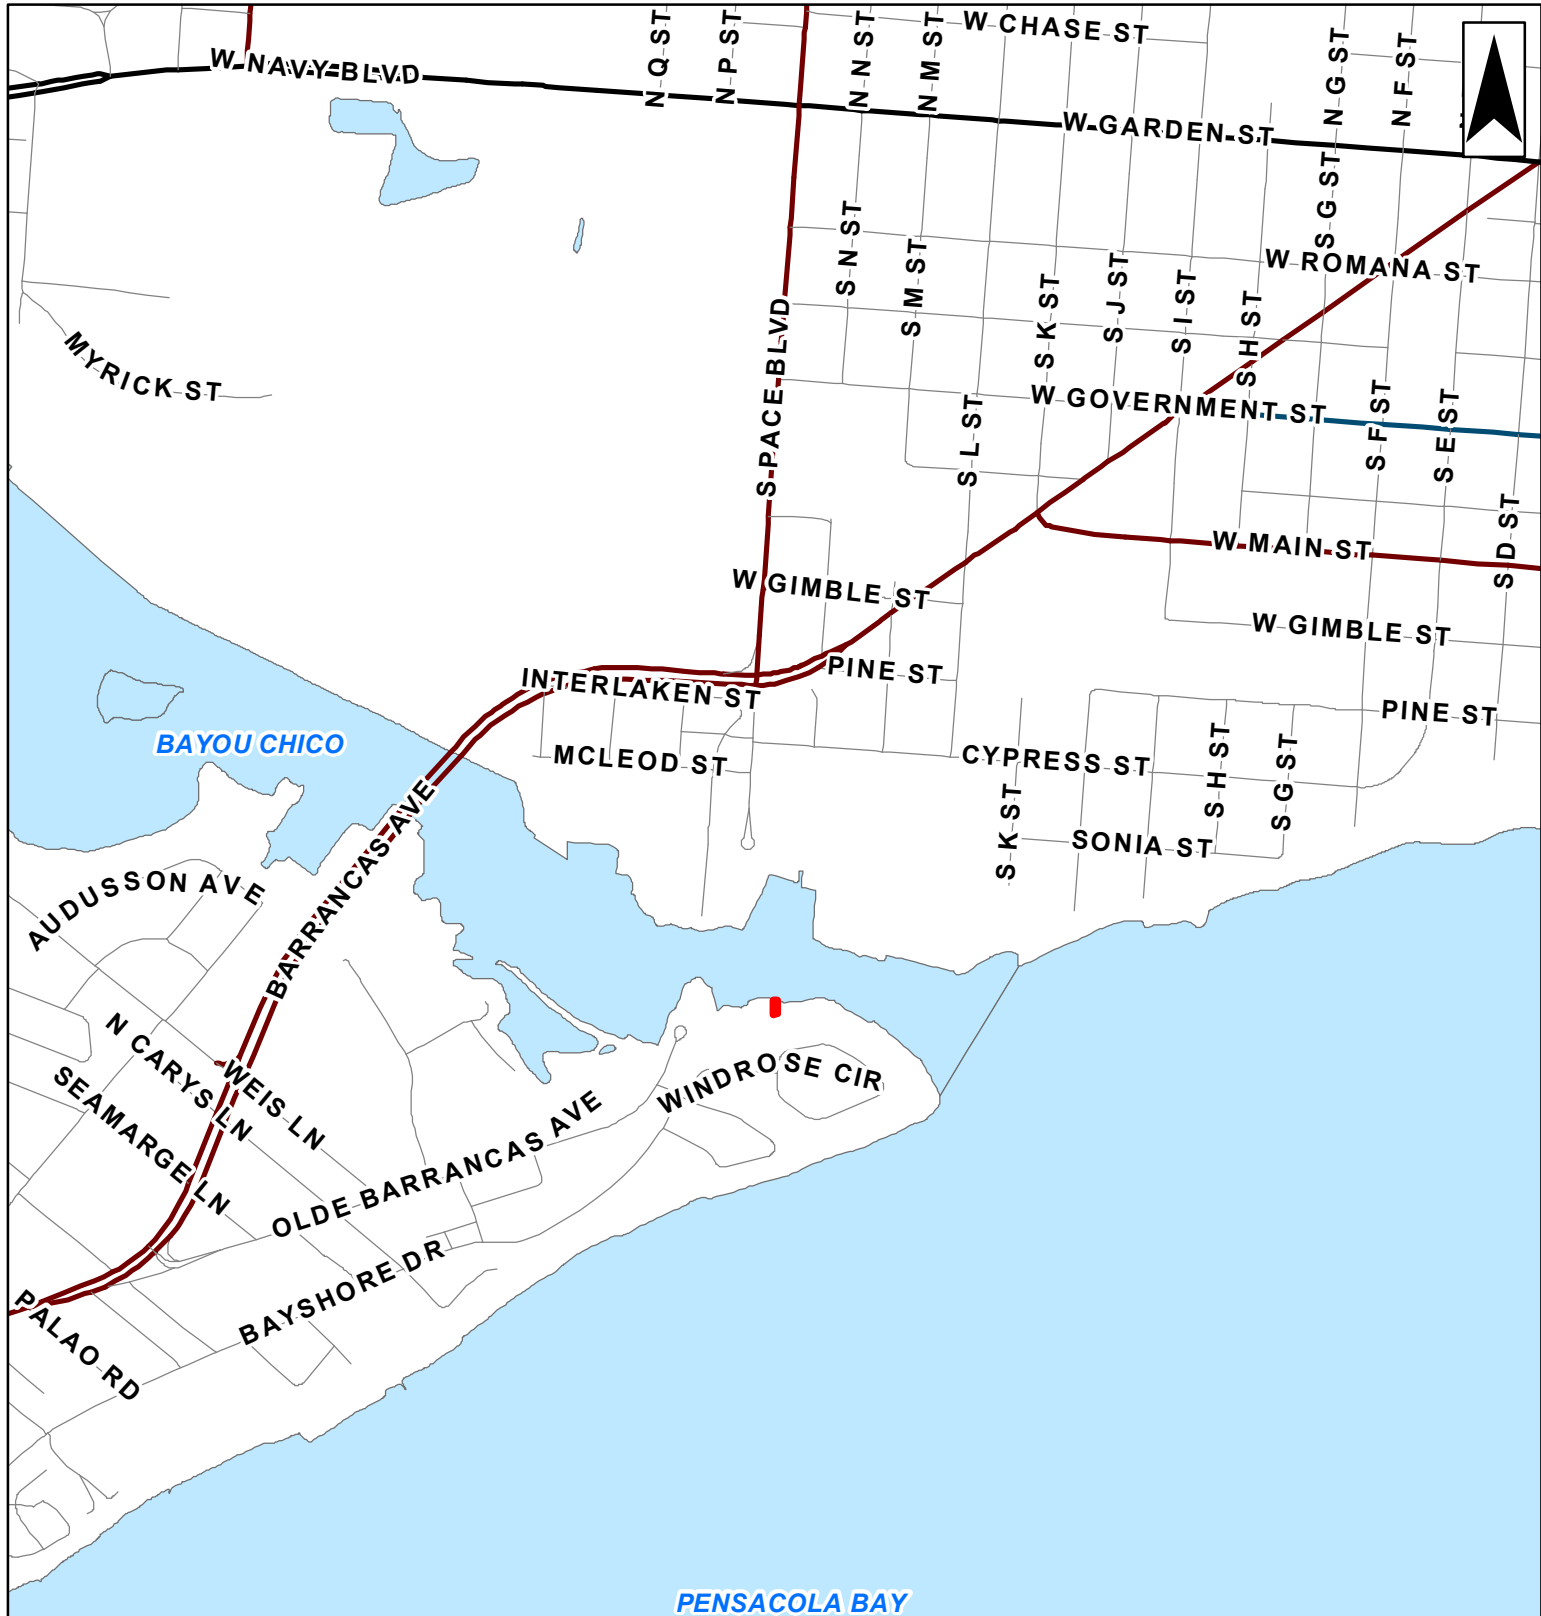 N Q ST
N P ST
N N ST
N M ST
W CHASE ST
N G ST
N F ST
W NAVY BLVD
W GARDEN ST
S G ST
S N ST
S M ST
W ROMANA ST
S K ST
S J ST
S I ST
S H ST
S PACE BLVD
MYRICK ST
W GOVERNMENT ST
S L ST
S F ST
S E ST
S D ST
W MAIN ST
W GIMBLE ST
W GIMBLE ST
PINE ST
INTERLAKEN ST
PINE ST
BAYOU CHICO
MCLEOD ST
CYPRESS ST
S H ST
S G ST
S K ST
SONIA ST
BARRANCAS AVE
AUDUSSON AVE
N CARYS LN
WEIS LN
SEAMARGE LN
WINDROSE CIR
OLDE BARRANCAS AVE
BAYSHORE DR
PALAO RD
PENSACOLA BAY